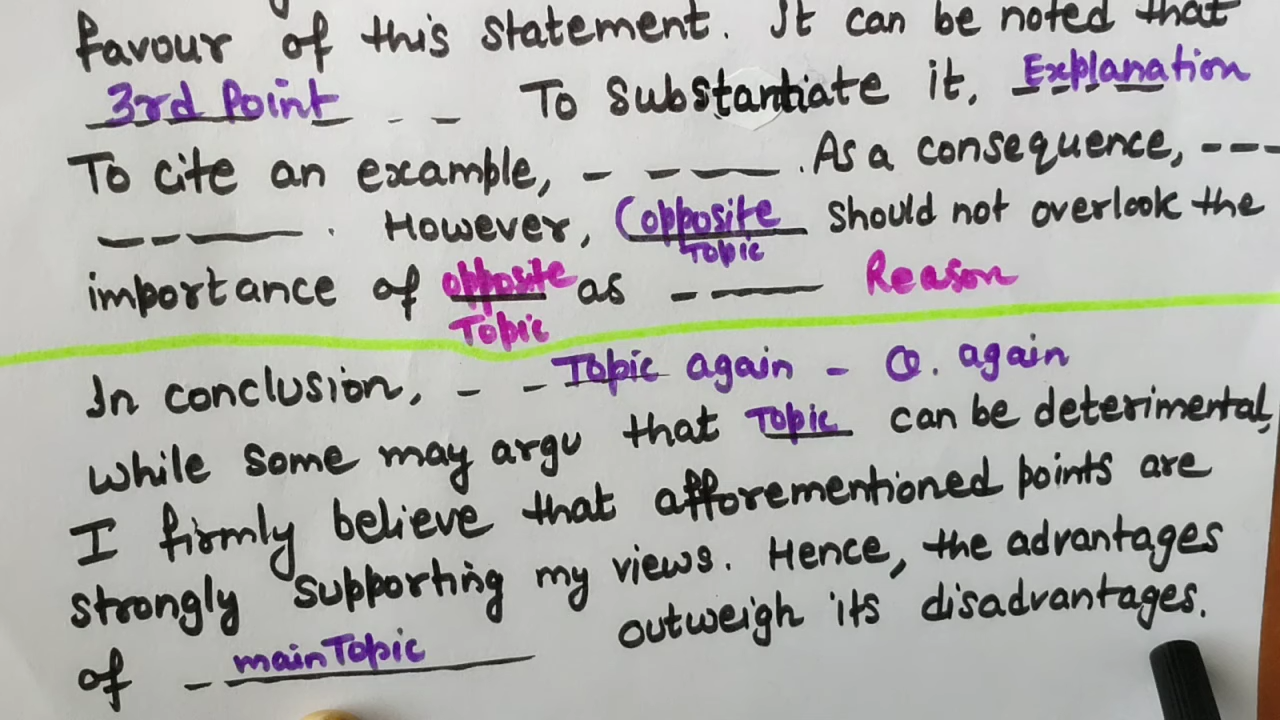 favour of this statement. It can be noted that
3rd Point _ _ _ To substantiate it, Explanation
To cite an example, - - --- . As a consequence, ---
----- . However, (opposite Topic should not overlook the
importance of opposite Topic as - ---- Reason
In conclusion, - - Topic again - Q. again
while some may argu that Topic can be deterimental,
I firmly believe that afforementioned points are
strongly supporting my views. Hence, the advantages
of - main Topic outweigh its disadvantages.